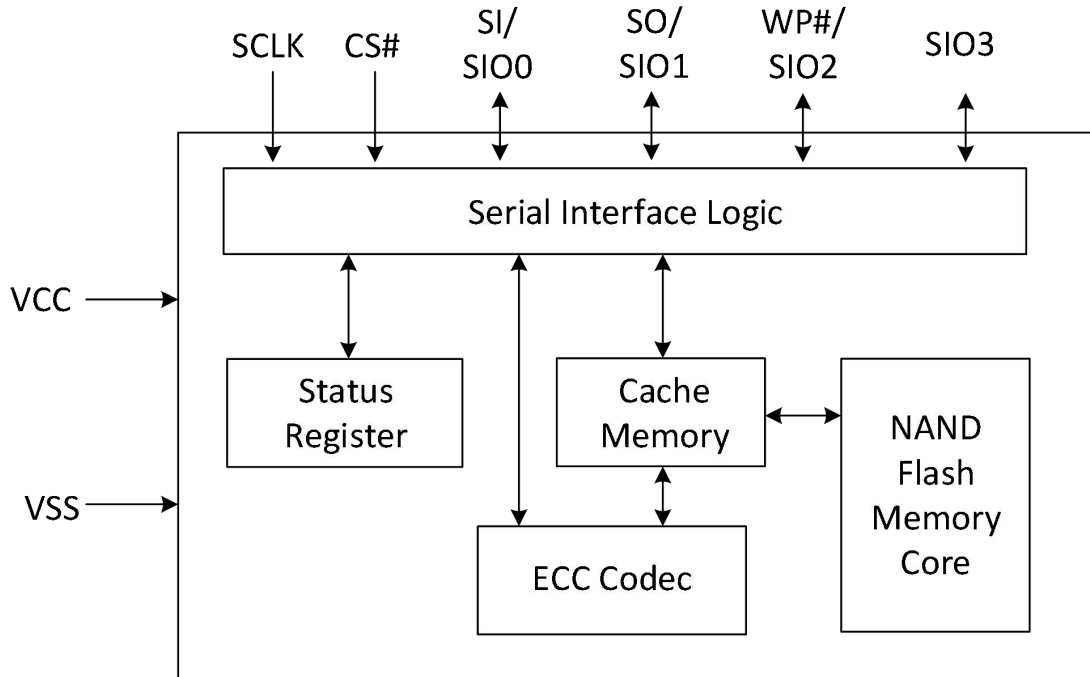 SCLK
CS#
SI/
SIO0
SO/
SIO1
WP#/
SIO2
SIO3
Serial Interface Logic
VCC
VSS
Status
Register
Cache
Memory
NAND
Flash
Memory
Core
ECC Codec